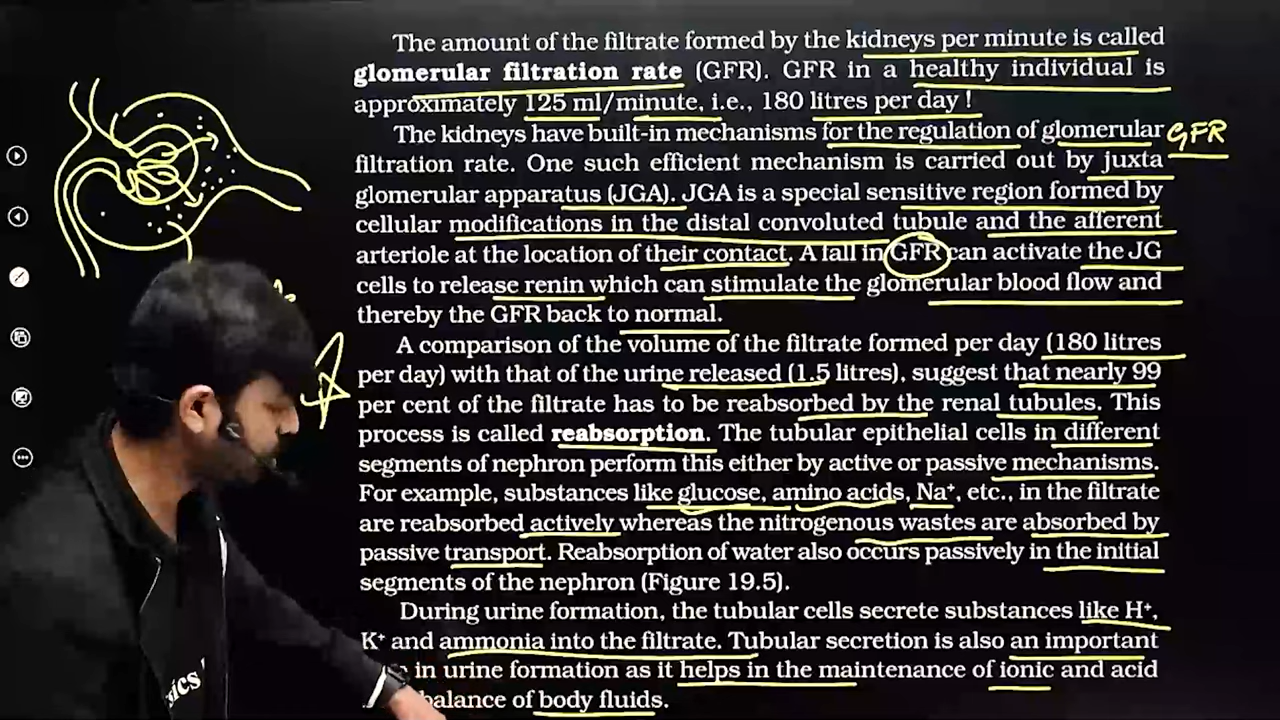 The amount of the filtrate formed by the kidneys per minute is called
glomerular filtration rate (GFR). GFR in a healthy individual is
approximately 125 ml/minute, i.e., 180 litres per day !
The kidneys have built-in mechanisms for the regulation of glomerular GFR
filtration rate. One such efficient mechanism is carried out by juxta
glomerular apparatus (JGA). JGA is a special sensitive region formed by
cellular modifications in the distal convoluted tubule and the afferent
arteriole at the location of their contact. A fall in GFR can activate the JG
cells to release renin which can stimulate the glomerular blood flow and
thereby the GFR back to normal.
A comparison of the volume of the filtrate formed per day (180 litres
per day) with that of the urine released (1.5 litres), suggest that nearly 99
per cent of the filtrate has to be reabsorbed by the renal tubules. This
process is called reabsorption. The tubular epithelial cells in different
segments of nephron perform this either by active or passive mechanisms.
For example, substances like glucose, amino acids, Na⁺, etc., in the filtrate
are reabsorbed actively whereas the nitrogenous wastes are absorbed by
passive transport. Reabsorption of water also occurs passively in the initial
segments of the nephron (Figure 19.5).
During urine formation, the tubular cells secrete substances like H⁺,
K⁺ and ammonia into the filtrate. Tubular secretion is also an important
in urine formation as it helps in the maintenance of ionic and acid
balance of body fluids.